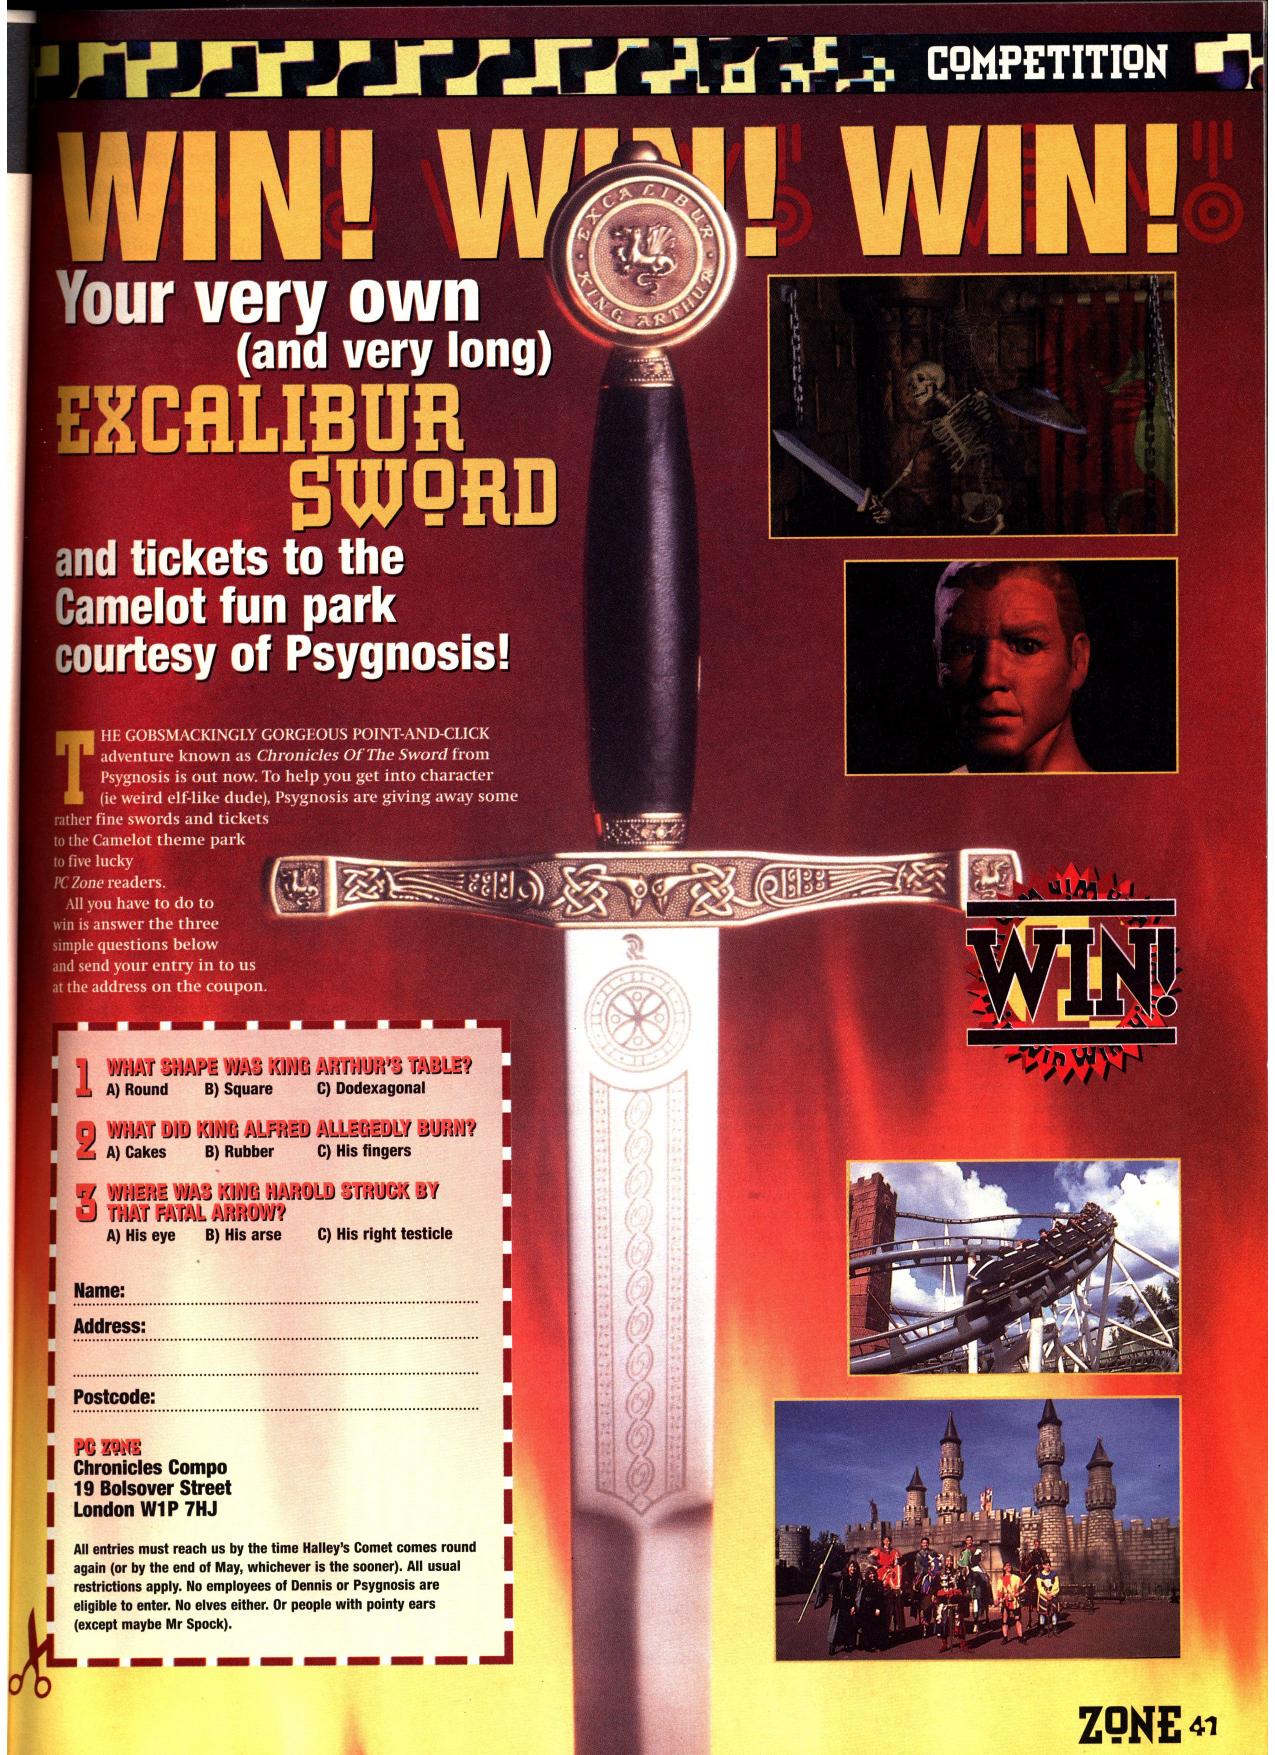 COMPETITION
WIN! WIN! WIN!
EXCALIBUR
KING ARTHUR
Your very own
(and very long)
EXCALIBUR
SWORD
and tickets to the
Camelot fun park
courtesy of Psygnosis!
THE GOBSMACKINGLY GORGEOUS POINT-AND-CLICK
adventure known as Chronicles Of The Sword from
Psygnosis is out now. To help you get into character
(ie weird elf-like dude), Psygnosis are giving away some
rather fine swords and tickets
to the Camelot theme park
to five lucky
PC Zone readers.
All you have to do to
win is answer the three
simple questions below
and send your entry in to us
at the address on the coupon.
WIN!
1 WHAT SHAPE WAS KING ARTHUR'S TABLE?
A) Round B) Square C) Dodexagonal
2 WHAT DID KING ALFRED ALLEGEDLY BURN?
A) Cakes B) Rubber C) His fingers
3 WHERE WAS KING HAROLD STRUCK BY
THAT FATAL ARROW?
A) His eye B) His arse C) His right testicle
Name:
Address:
Postcode:
PC ZONE
Chronicles Compo
19 Bolsover Street
London W1P 7HJ
All entries must reach us by the time Halley's Comet comes round
again (or by the end of May, whichever is the sooner). All usual
restrictions apply. No employees of Dennis or Psygnosis are
eligible to enter. No elves either. Or people with pointy ears
(except maybe Mr Spock).
ZONE 41